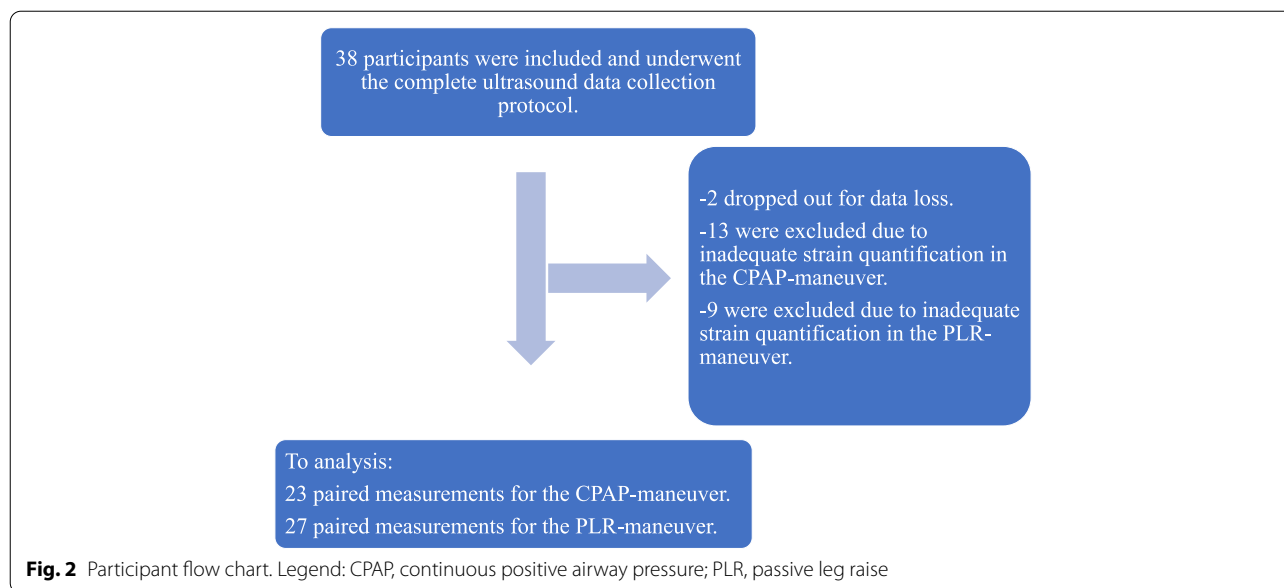 38 participants were included and underwent
the complete ultrasound data collection
protocol.
-2 dropped out for data loss.
-13 were excluded due to
inadequate strain quantification in
the CPAP-maneuver.
-9 were excluded due to inadequate
strain quantification in the PLR-
maneuver.
To analysis:
23 paired measurements for the CPAP-maneuver.
27 paired measurements for the PLR-maneuver.
Fig. 2 Participant flow chart. Legend: CPAP, continuous positive airway pressure; PLR, passive leg raise